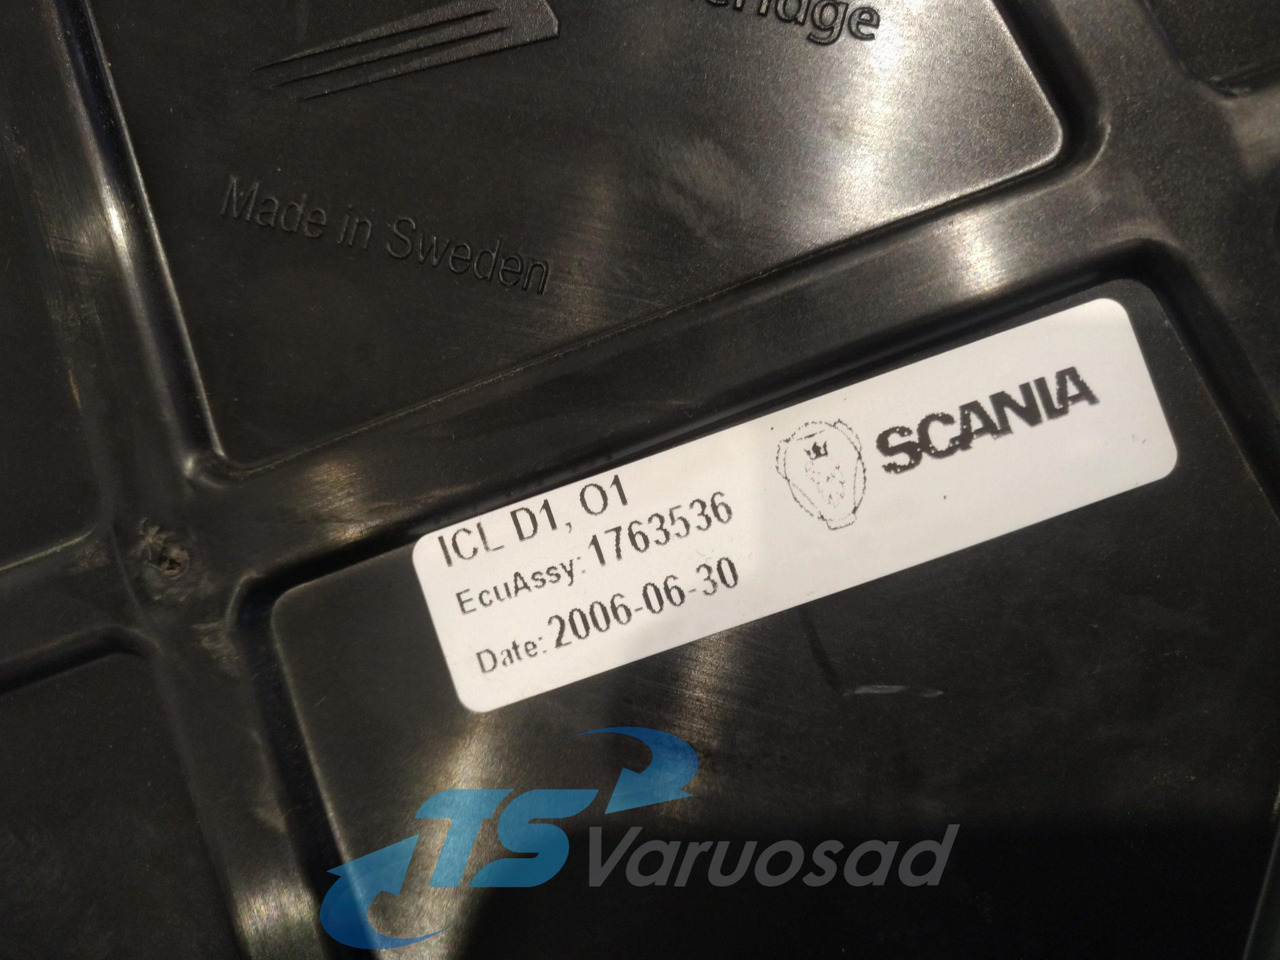 Made in Sweden
SCANIA
ICL D1, O1
EcuAssy: 1763536
Date: 2006-06-30
TS Varuosad